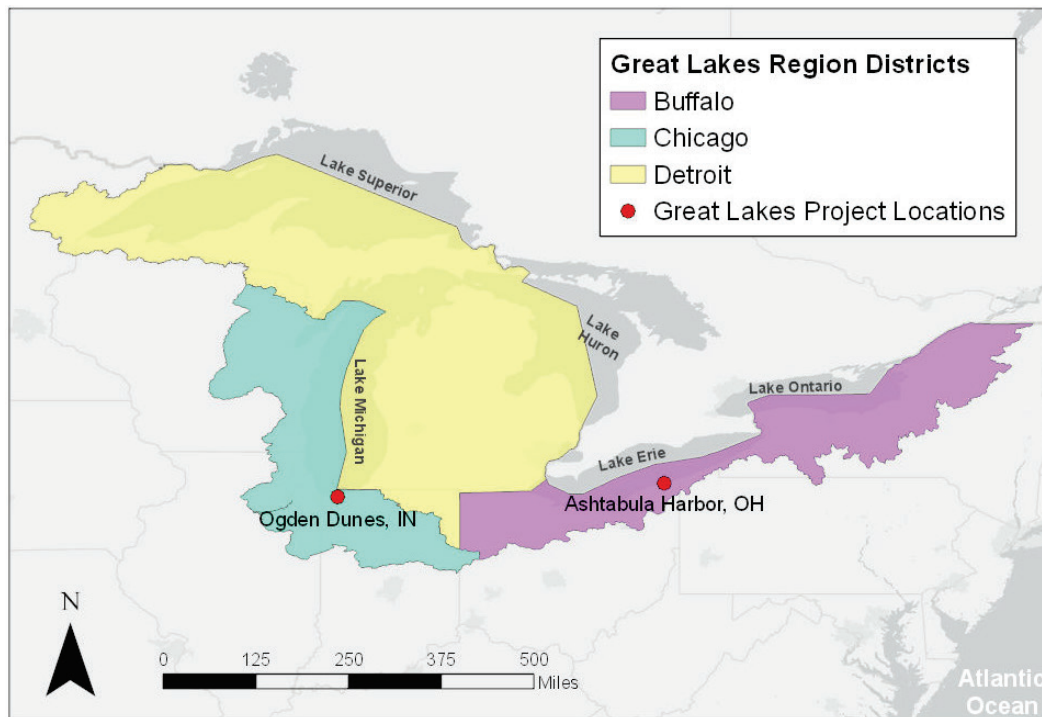 Great Lakes Region Districts
Buffalo
Chicago
Detroit
Great Lakes Project Locations
Lake Superior
Lake
Huron
Lake Michigan
Lake Ontario
Lake Erie
Ashtabula Harbor, OH
Ogden Dunes, IN
N
0 125 250 375 500
Miles
Atlantic
Ocean